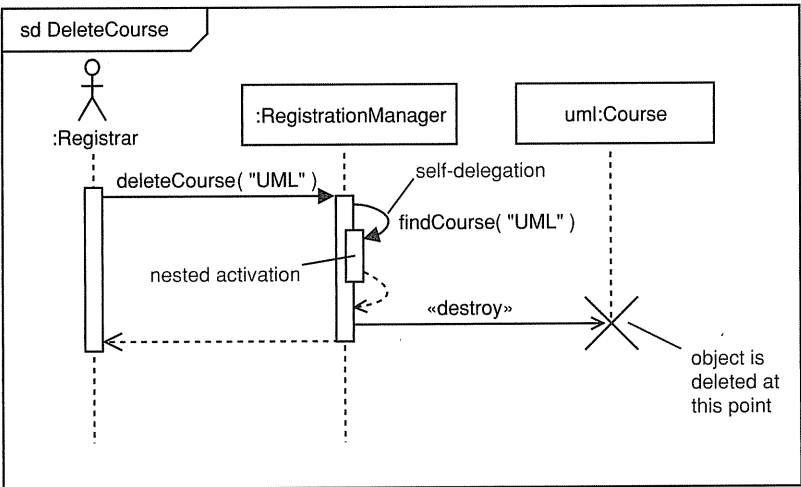 sd DeleteCourse
:Registrar
:RegistrationManager
uml:Course
deleteCourse( "UML" )
self-delegation
findCourse( "UML" )
nested activation
«destroy»
object is
deleted at
this point